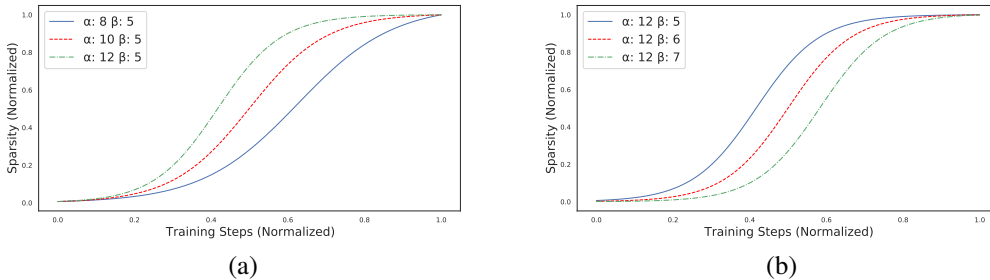 α: 8 β: 5
α: 10 β: 5
α: 12 β: 5
Sparsity (Normalized)
1.0
0.8
0.6
0.4
0.2
0.0
0.0 0.2 0.4 0.6 0.8 1.0
Training Steps (Normalized)
(a)
α: 12 β: 5
α: 12 β: 6
α: 12 β: 7
Sparsity (Normalized)
1.0
0.8
0.6
0.4
0.2
0.0
0.0 0.2 0.4 0.6 0.8 1.0
Training Steps (Normalized)
(b)